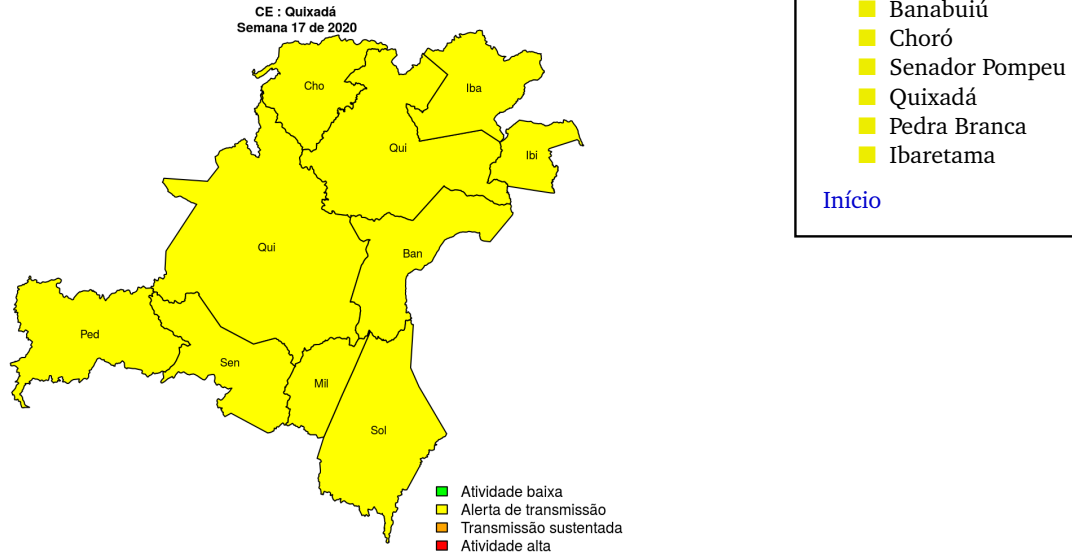 CE : Quixadá
Semana 17 de 2020
Cho
Iba
Qui
Ibi
Qui
Ban
Ped
Sen
Mil
Sol
Atividade baixa
Alerta de transmissão
Transmissão sustentada
Atividade alta
Banabuiú
Choró
Senador Pompeu
Quixadá
Pedra Branca
Ibaretama
Início